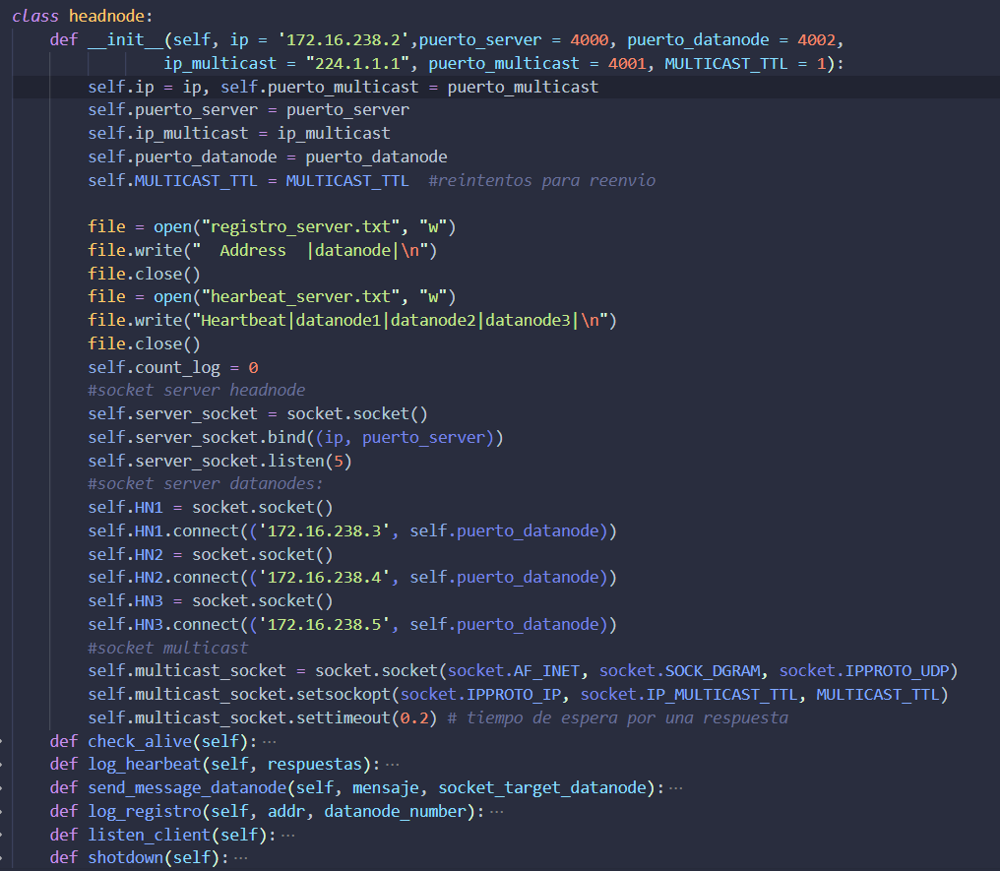 class headnode:
    def __init__(self, ip = '172.16.238.2',puerto_server = 4000, puerto_datanode = 4002,
                ip_multicast = "224.1.1.1", puerto_multicast = 4001, MULTICAST_TTL = 1):
        self.ip = ip, self.puerto_multicast = puerto_multicast
        self.puerto_server = puerto_server
        self.ip_multicast = ip_multicast
        self.puerto_datanode = puerto_datanode
        self.MULTICAST_TTL = MULTICAST_TTL  #reintentos para reenvio

        file = open("registro_server.txt", "w")
        file.write("  Address  |datanode|\n")
        file.close()
        file = open("hearbeat_server.txt", "w")
        file.write("Heartbeat|datanode1|datanode2|datanode3|\n")
        file.close()
        self.count_log = 0
        #socket server headnode
        self.server_socket = socket.socket()
        self.server_socket.bind((ip, puerto_server))
        self.server_socket.listen(5)
        #socket server datanodes:
        self.HN1 = socket.socket()
        self.HN1.connect(('172.16.238.3', self.puerto_datanode))
        self.HN2 = socket.socket()
        self.HN2.connect(('172.16.238.4', self.puerto_datanode))
        self.HN3 = socket.socket()
        self.HN3.connect(('172.16.238.5', self.puerto_datanode))
        #socket multicast
        self.multicast_socket = socket.socket(socket.AF_INET, socket.SOCK_DGRAM, socket.IPPROTO_UDP)
        self.multicast_socket.setsockopt(socket.IPPROTO_IP, socket.IP_MULTICAST_TTL, MULTICAST_TTL)
        self.multicast_socket.settimeout(0.2) # tiempo de espera por una respuesta
    def check_alive(self): ···
    def log_hearbeat(self, respuestas): ···
    def send_message_datanode(self, mensaje, socket_target_datanode): ···
    def log_registro(self, addr, datanode_number): ···
    def listen_client(self): ···
    def shotdown(self): ···